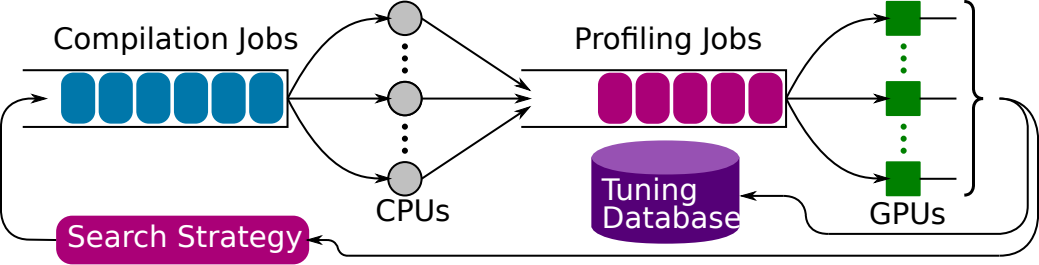 Compilation Jobs
Profiling Jobs
CPUs
Tuning
Database
GPUs
Search Strategy